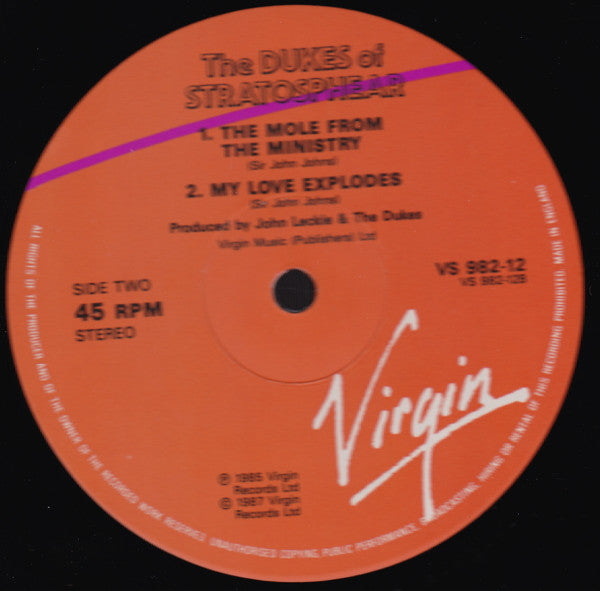 The DUKES of
STRATOSPHEAR
1. THE MOLE FROM
THE MINISTRY
(Sir John Johns)
2. MY LOVE EXPLODES
(Sir John Johns)
Produced by John Leckie & The Dukes
Virgin Music (Publishers) Ltd
SIDE TWO
45 RPM
STEREO
VS 982-12
VS 982-12B
Virgin
℗ 1985 Virgin
Records Ltd
© 1987 Virgin
Records Ltd
ALL RIGHTS OF THE PRODUCER AND OF THE OWNER OF THE RECORDED WORK RESERVED. UNAUTHORISED COPYING, PUBLIC PERFORMANCE, BROADCASTING, HIRING OR RENTAL OF THIS RECORDING PROHIBITED. MADE IN ENGLAND